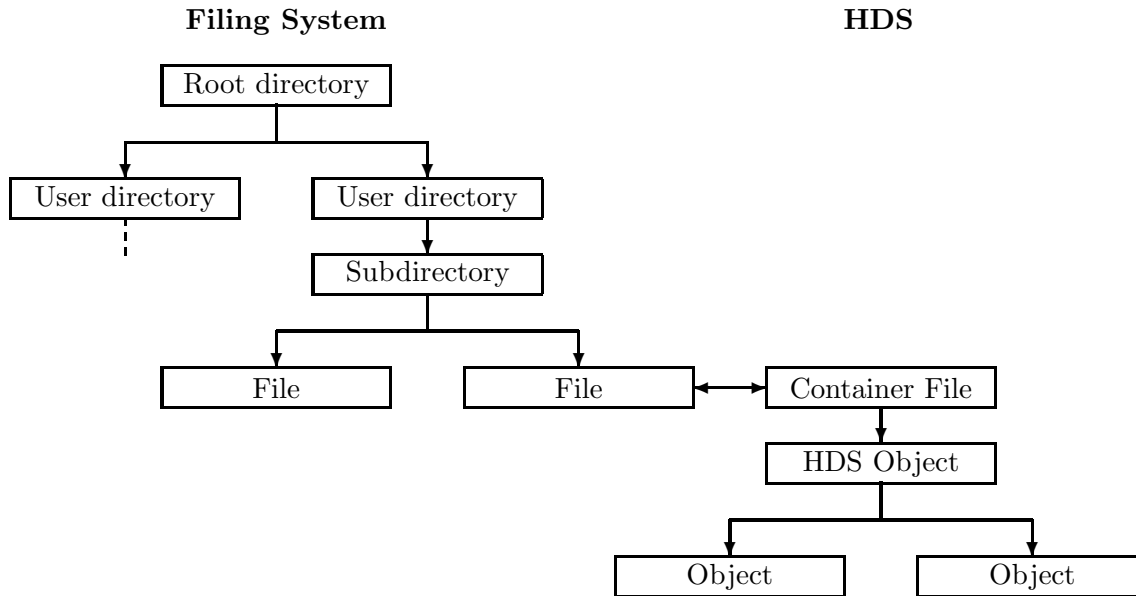 Filing System HDS
Root directory
User directory User directory
Subdirectory
File File Container File
HDS Object
Object Object